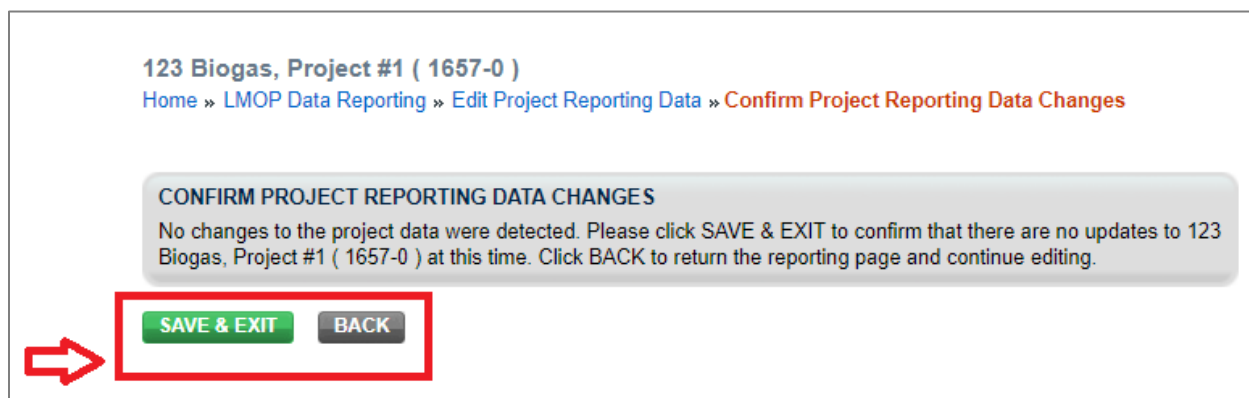 123 Biogas, Project #1 ( 1657-0 )
Home » LMOP Data Reporting » Edit Project Reporting Data » Confirm Project Reporting Data Changes
CONFIRM PROJECT REPORTING DATA CHANGES
No changes to the project data were detected. Please click SAVE & EXIT to confirm that there are no updates to 123
Biogas, Project #1 ( 1657-0 ) at this time. Click BACK to return the reporting page and continue editing.
SAVE & EXIT BACK